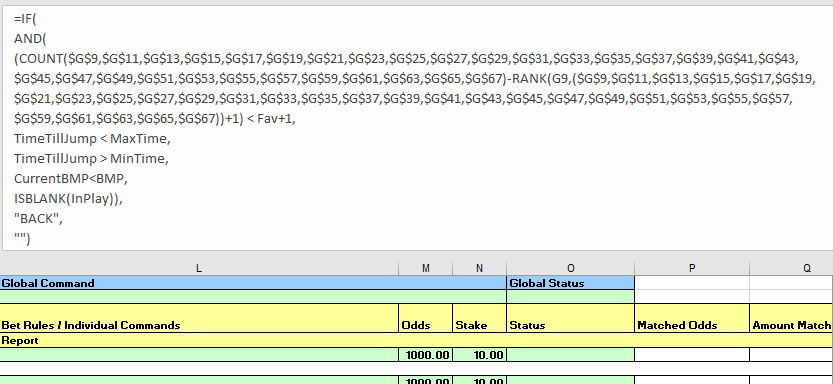 =IF(
AND(
(COUNT($G$9,$G$11,$G$13,$G$15,$G$17,$G$19,$G$21,$G$23,$G$25,$G$27,$G$29,$G$31,$G$33,$G$35,$G$37,$G$39,$G$41,$G$43,
$G$45,$G$47,$G$49,$G$51,$G$53,$G$55,$G$57,$G$59,$G$61,$G$63,$G$65,$G$67)-RANK(G9,($G$9,$G$11,$G$13,$G$15,$G$17,$G$19,
$G$21,$G$23,$G$25,$G$27,$G$29,$G$31,$G$33,$G$35,$G$37,$G$39,$G$41,$G$43,$G$45,$G$47,$G$49,$G$51,$G$53,$G$55,$G$57,
$G$59,$G$61,$G$63,$G$65,$G$67))+1) < Fav+1,
TimeTillJump < MaxTime,
TimeTillJump > MinTime,
CurrentBMP<BMP,
ISBLANK(InPlay)),
"BACK",
"")
L M N O P Q
Global Command Global Status
Bet Rules / Individual Commands Odds Stake Status Matched Odds Amount Match
Report
1000.00 10.00
1000.00 10.00